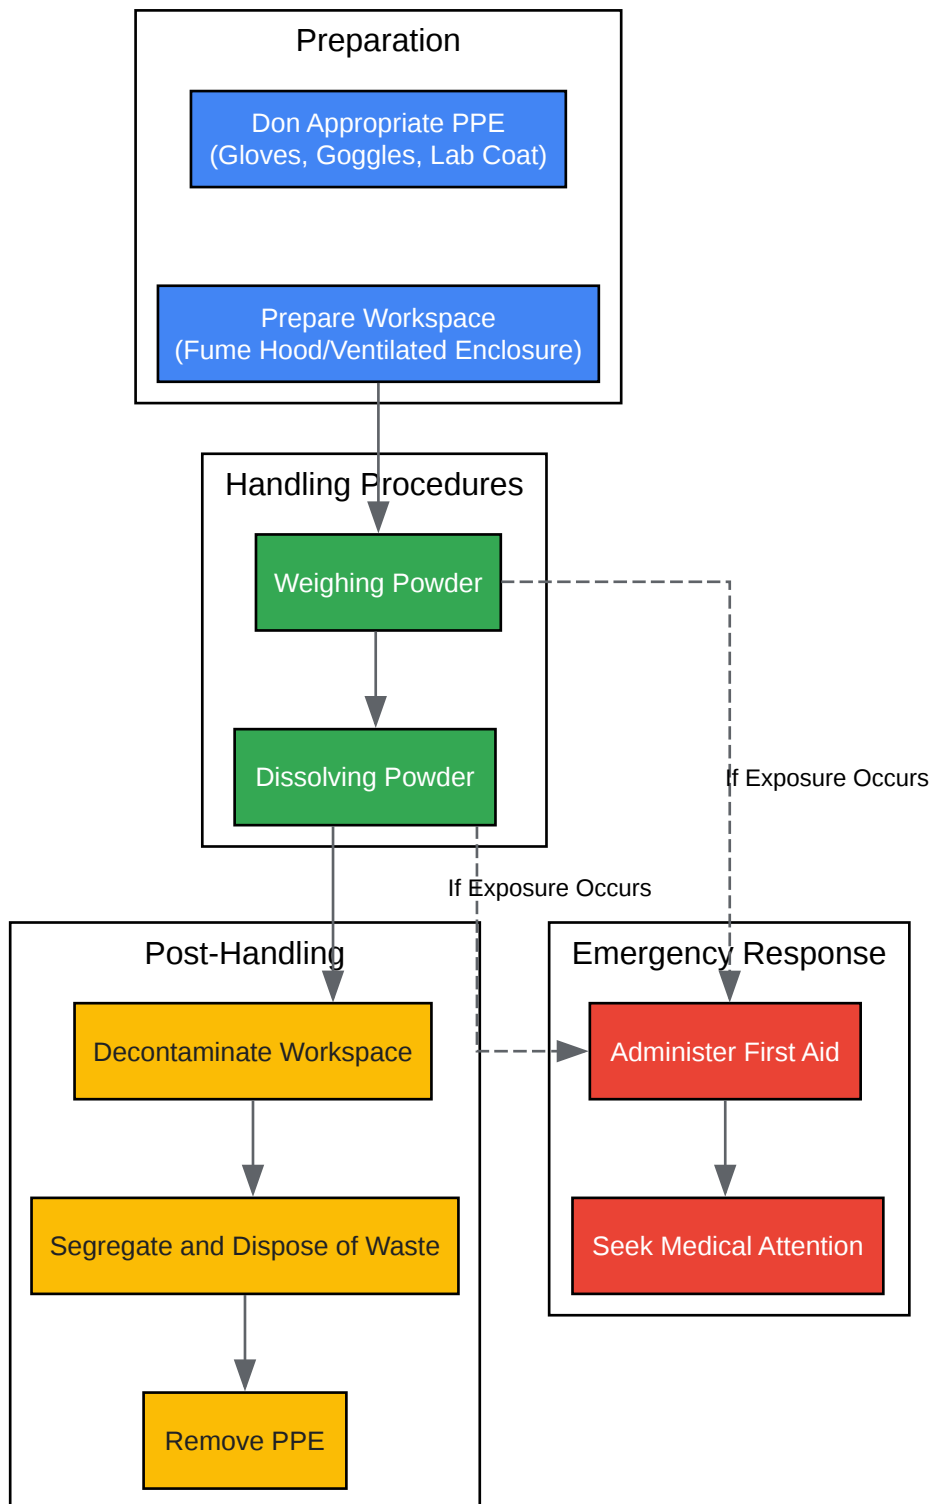 Preparation
Don Appropriate PPE
(Gloves, Goggles, Lab Coat)
Prepare Workspace
(Fume Hood/Ventilated Enclosure)
Handling Procedures
Weighing Powder
Dissolving Powder
If Exposure Occurs
If Exposure Occurs
Post-Handling
Decontaminate Workspace
Segregate and Dispose of Waste
Remove PPE
Emergency Response
Administer First Aid
Seek Medical Attention